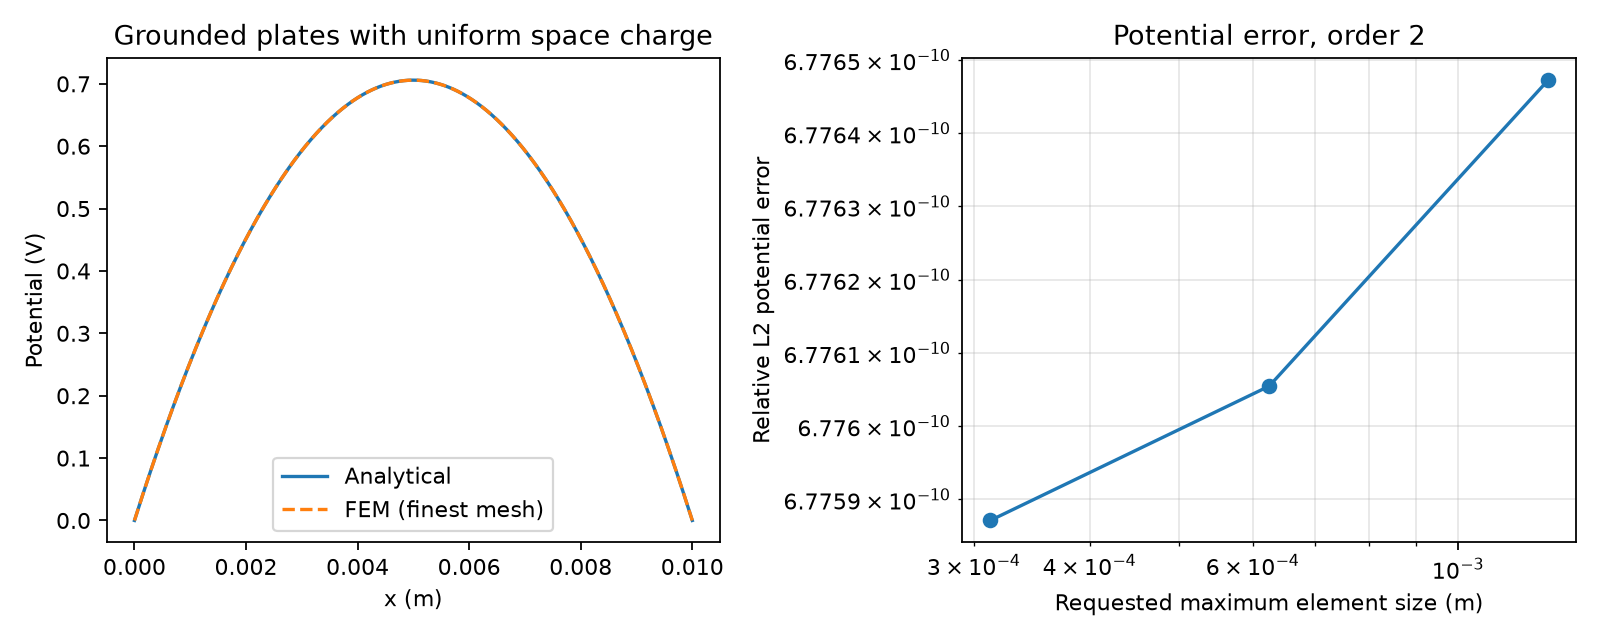 Grounded plates with uniform space charge
Potential (V)
0.7
0.6
0.5
0.4
0.3
0.2
0.1
0.0
Analytical
FEM (finest mesh)
0.000 0.002 0.004 0.006 0.008 0.010
x (m)
Potential error, order 2
Relative L2 potential error
6.7765 × 10⁻¹⁰
6.7764 × 10⁻¹⁰
6.7763 × 10⁻¹⁰
6.7762 × 10⁻¹⁰
6.7761 × 10⁻¹⁰
6.776 × 10⁻¹⁰
6.7759 × 10⁻¹⁰
3 × 10⁻⁴ 4 × 10⁻⁴ 6 × 10⁻⁴ 10⁻³
Requested maximum element size (m)